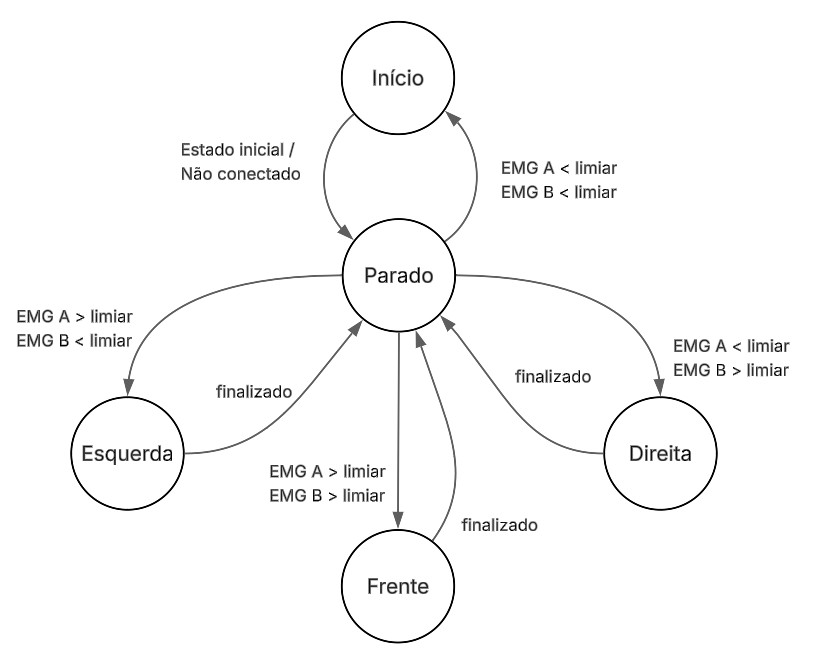 Início
Estado inicial /
Não conectado
EMG A < limiar
EMG B < limiar
Parado
EMG A > limiar
EMG B < limiar
EMG A < limiar
EMG B > limiar
finalizado
finalizado
Esquerda
Direita
EMG A > limiar
EMG B > limiar
finalizado
Frente